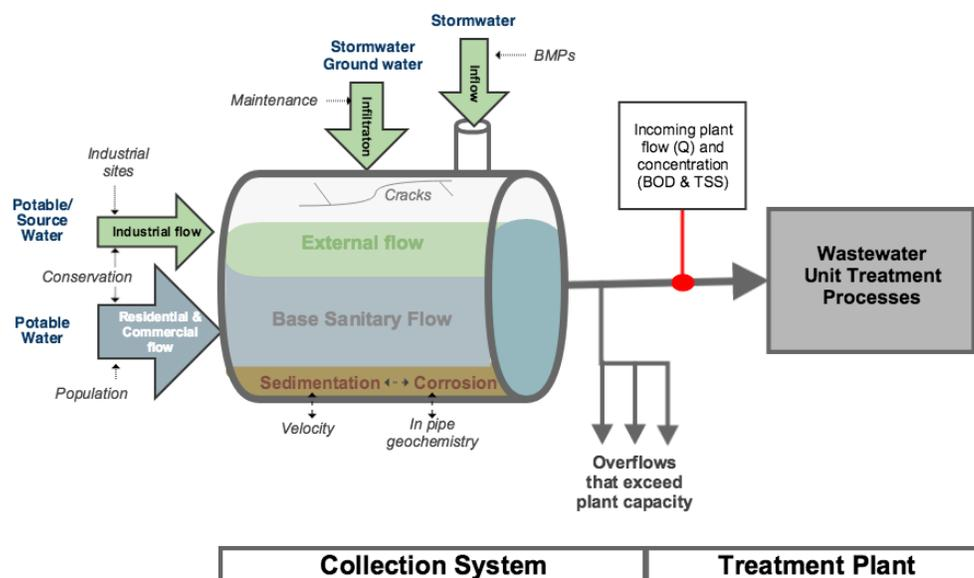 Stormwater
BMPs
Inflow
Stormwater
Ground water
Maintenance
Infiltraton
Incoming plant
flow (Q) and
concentration
(BOD & TSS)
Industrial
sites
Cracks
Potable/
Source
Water
Industrial flow
External flow
Wastewater
Unit Treatment
Processes
Conservation
Potable
Water
Residential &
Commercial
flow
Base Sanitary Flow
Population
Sedimentation
Corrosion
Velocity
In pipe
geochemistry
Overflows
that exceed
plant capacity
Collection System
Treatment Plant